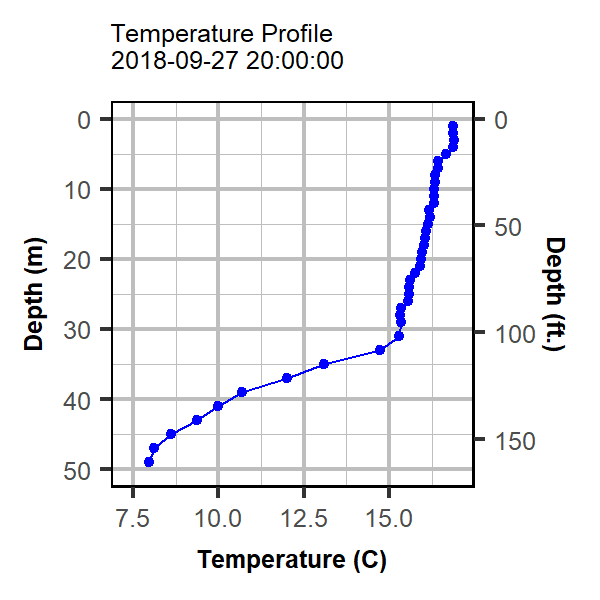 Temperature Profile
2018-09-27 20:00:00
0
10
20
30
40
50
Depth (m)
0
50
100
150
Depth (ft.)
7.5 10.0 12.5 15.0
Temperature (C)